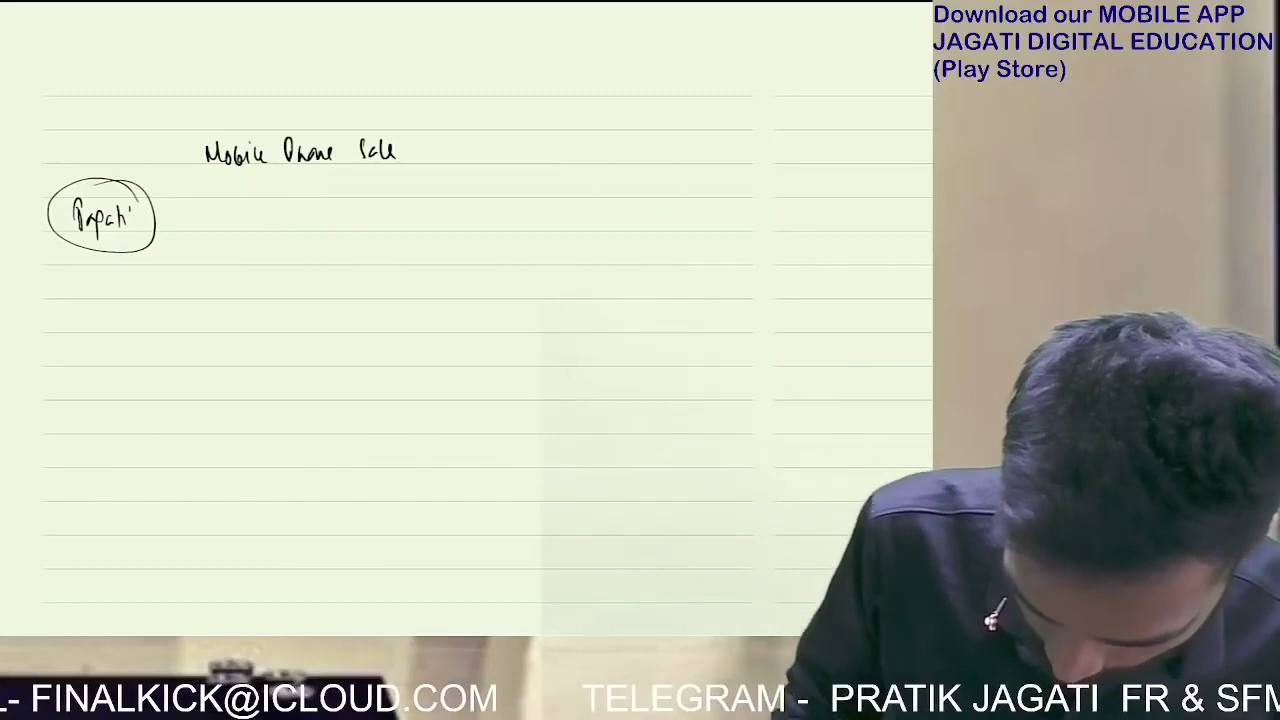 Download our MOBILE APP
JAGATI DIGITAL EDUCATION
(Play Store)
Mobile Phone Sale
- FINALKICK@ICLOUD.COM TELEGRAM - PRATIK JAGATI FR & SFM